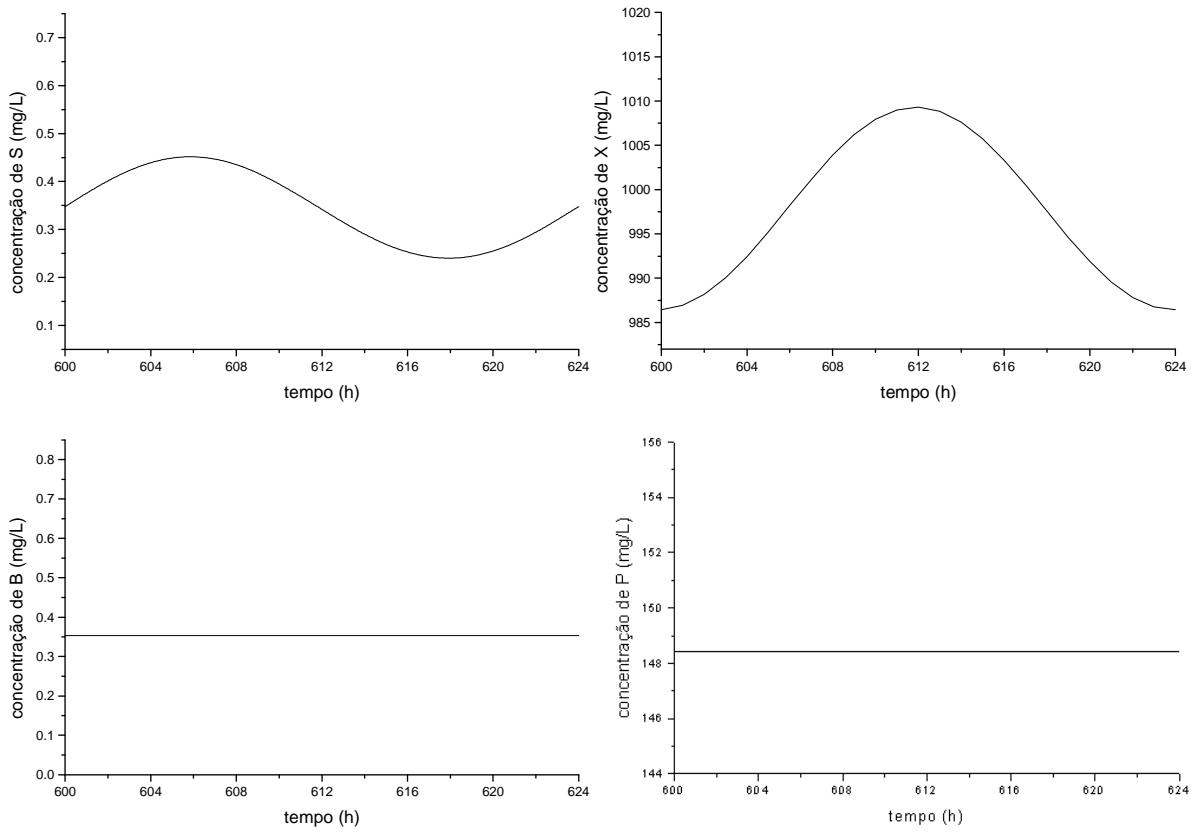 concentração de S (mg/L)
0.7
0.6
0.5
0.4
0.3
0.2
0.1
600 604 608 612 616 620 624
tempo (h)
concentração de X (mg/L)
1020
1015
1010
1005
1000
995
990
985
600 604 608 612 616 620 624
tempo (h)
concentração de B (mg/L)
0.8
0.7
0.6
0.5
0.4
0.3
0.2
0.1
0.0
600 604 608 612 616 620 624
tempo (h)
concentração de P (mg/L)
156
154
152
150
148
146
144
600 604 608 612 616 620 624
tempo (h)